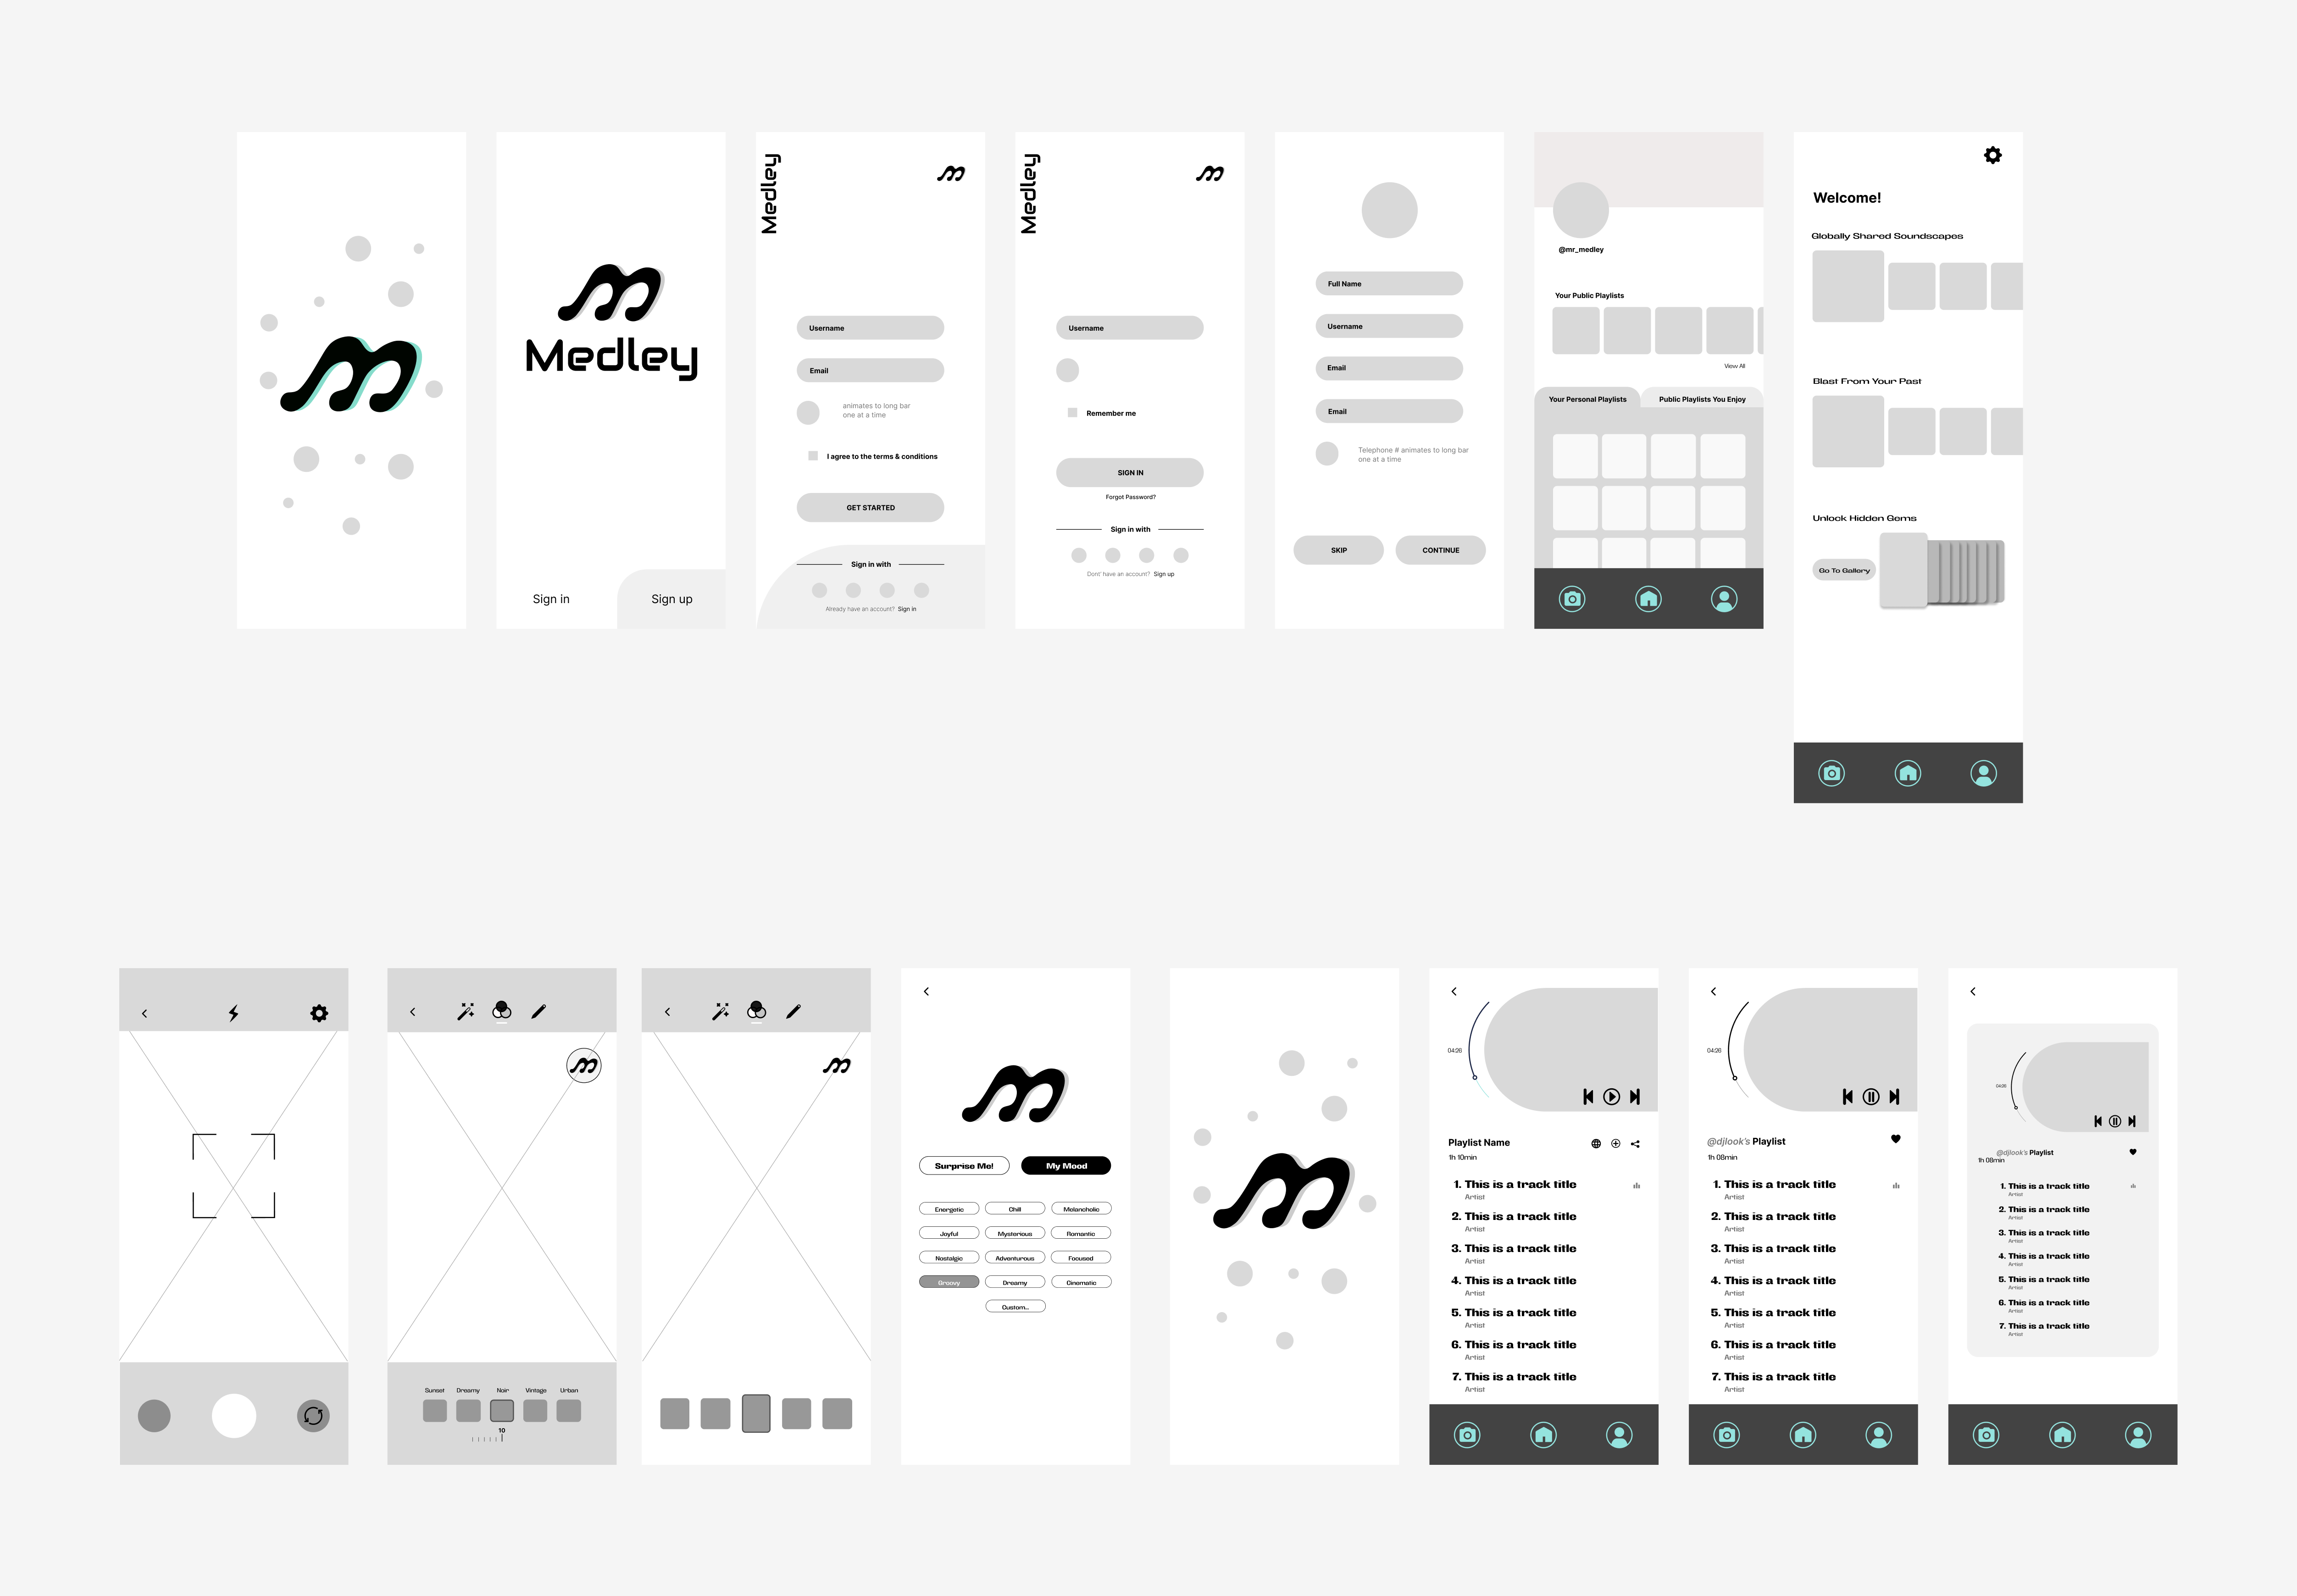 Medley
Sign in
Sign up
Medley
Username
Email
animates to long bar
one at a time
I agree to the terms & conditions
GET STARTED
Sign in with
Already have an account? Sign in
Medley
Username
Remember me
SIGN IN
Forgot Password?
Sign in with
Dont' have an account? Sign up
Full Name
Username
Email
Email
Telephone # animates to long bar
one at a time
SKIP
CONTINUE
@mr_medley
Your Public Playlists
View All
Your Personal Playlists
Public Playlists You Enjoy
Welcome!
Globally Shared Soundscapes
Blast From Your Past
Unlock Hidden Gems
Go To Gallery
Sunset Dreamy Noir Vintage Urban
10
Surprise Me!
My Mood
Energetic Chill Melancholic
Joyful Mysterious Romantic
Nostalgic Adventurous Focused
Groovy Dreamy Cinematic
Custom...
04:26
Playlist Name
1h 10min
1. This is a track title
Artist
2. This is a track title
Artist
3. This is a track title
Artist
4. This is a track title
Artist
5. This is a track title
Artist
6. This is a track title
Artist
7. This is a track title
Artist
04:26
@djlook's Playlist
1h 08min
1. This is a track title
Artist
2. This is a track title
Artist
3. This is a track title
Artist
4. This is a track title
Artist
5. This is a track title
Artist
6. This is a track title
Artist
7. This is a track title
Artist
04:26
@djlook's Playlist
1h 08min
1. This is a track title
Artist
2. This is a track title
Artist
3. This is a track title
Artist
4. This is a track title
Artist
5. This is a track title
Artist
6. This is a track title
Artist
7. This is a track title
Artist